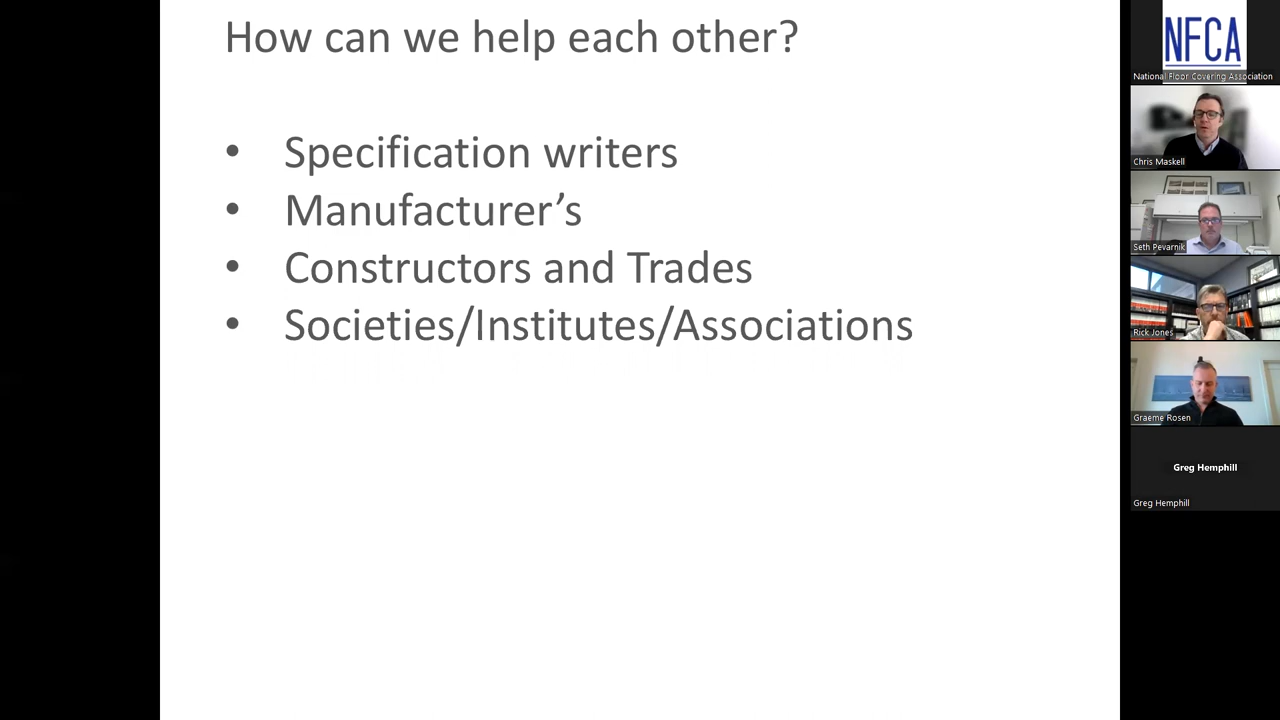 How can we help each other?
• Specification writers
• Manufacturer’s
• Constructors and Trades
• Societies/Institutes/Associations
NFCA
National Floor Covering Association
Chris Maskell
Seth Pevarnik
Rick Jones
Graeme Rosen
Greg Hemphill
Greg Hemphill